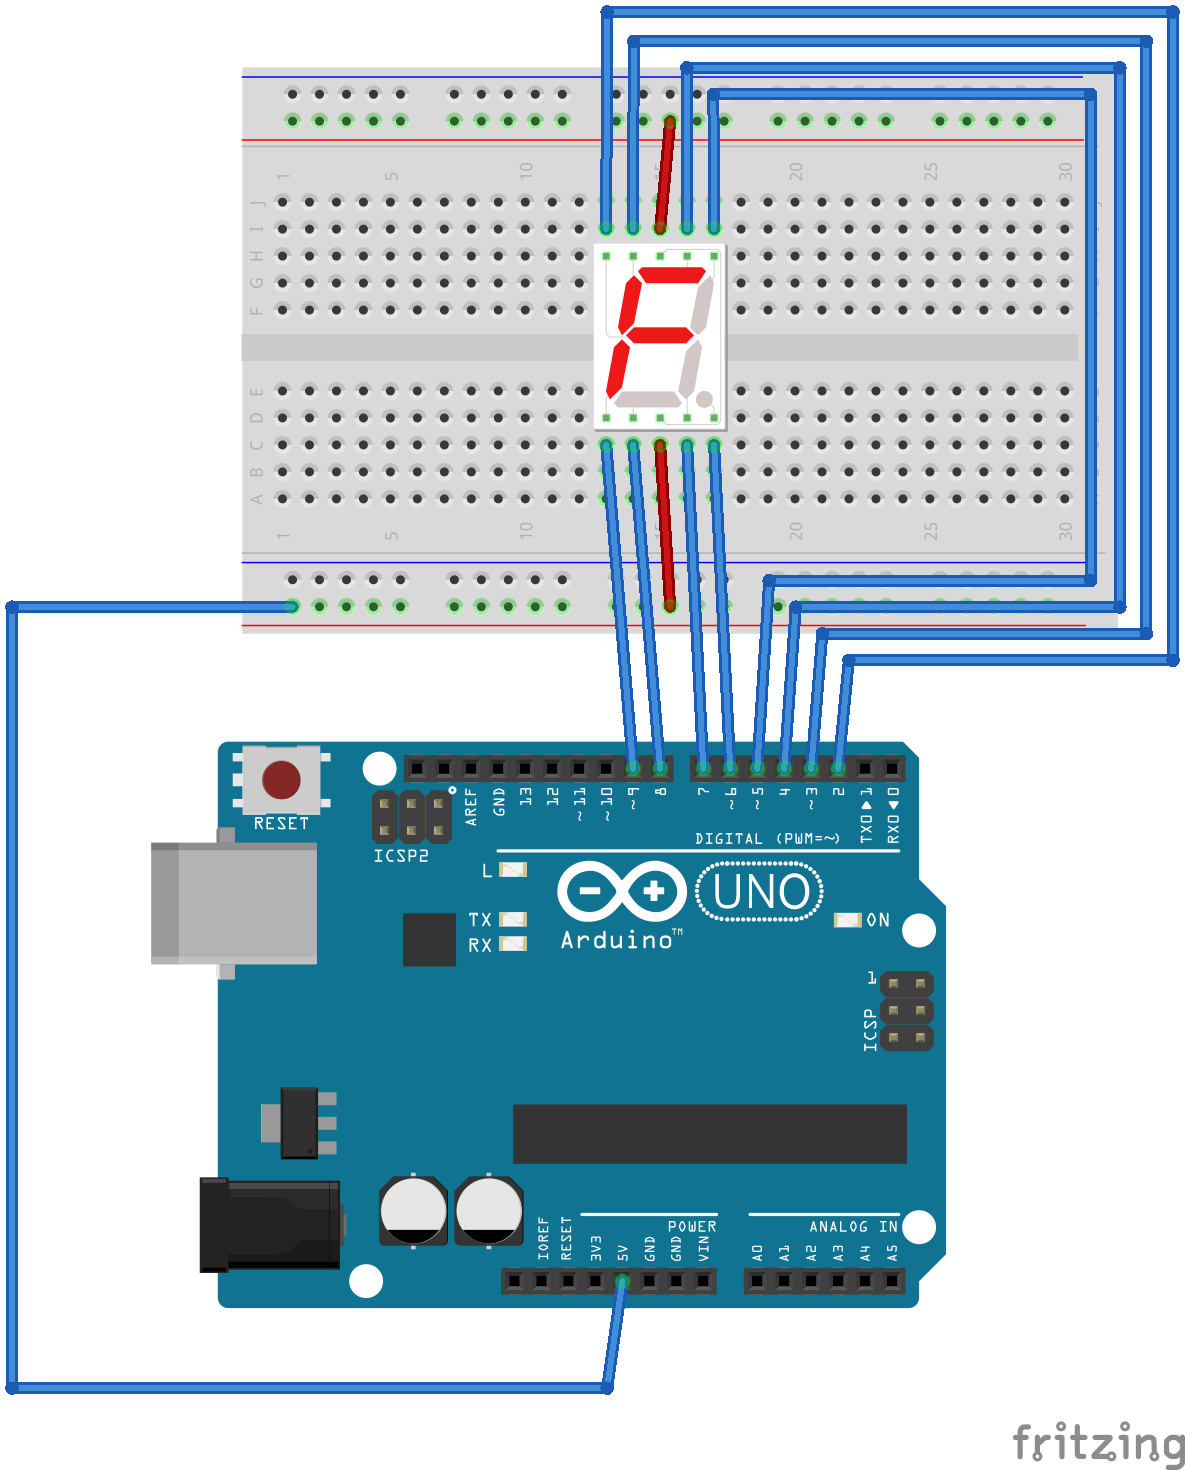 1 5 10 15 20 25 30
J
I
H
G
F
E
D
C
B
A
1 5 10 15 20 25 30
RESET
ICSP2
AREF
GND
13
12
~11
~10
~9
8
7
~6
~5
4
~3
2
TX0 1
RX0 0
DIGITAL (PWM=~)
L
TX
RX
Arduino™
UNO
ON
1
ICSP
IOREF
RESET
3V3
5V
GND
GND
VIN
POWER
ANALOG IN
A0
A1
A2
A3
A4
A5
fritzing